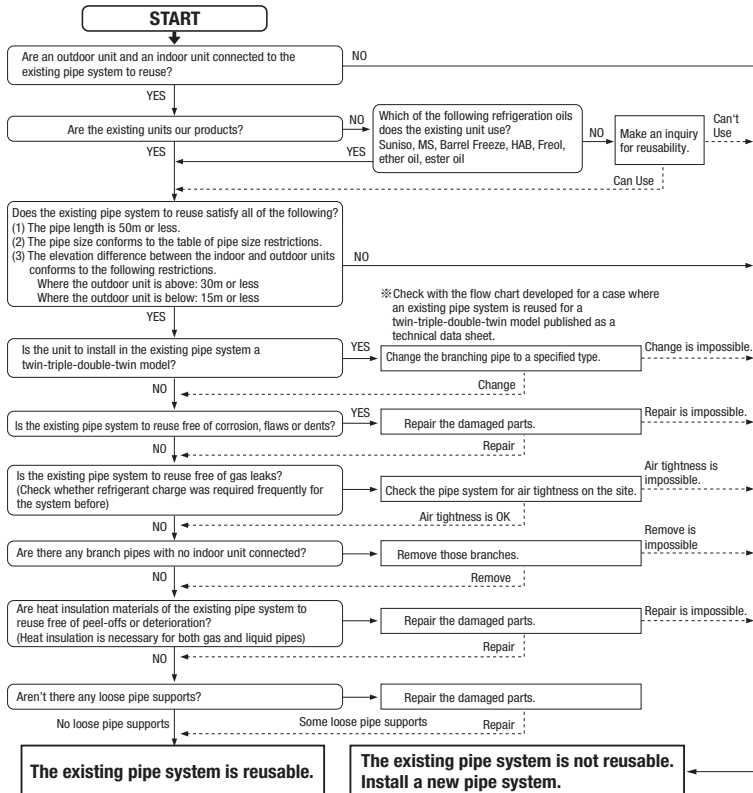 START
Are an outdoor unit and an indoor unit connected to the
existing pipe system to reuse?
NO
YES
Are the existing units our products?
NO
Which of the following refrigeration oils
does the existing unit use?
Suniso, MS, Barrel Freeze, HAB, Freol,
ether oil, ester oil
NO
Make an inquiry
for reusability.
Can't
Use
YES
YES
Can Use
Does the existing pipe system to reuse satisfy all of the following?
(1) The pipe length is 50m or less.
(2) The pipe size conforms to the table of pipe size restrictions.
(3) The elevation difference between the indoor and outdoor units
conforms to the following restrictions.
Where the outdoor unit is above: 30m or less
Where the outdoor unit is below: 15m or less
NO
YES
※Check with the flow chart developed for a case where
an existing pipe system is reused for a
twin-triple-double-twin model published as a
technical data sheet.
Is the unit to install in the existing pipe system a
twin-triple-double-twin model?
YES
Change the branching pipe to a specified type.
Change is impossible.
NO
Change
Is the existing pipe system to reuse free of corrosion, flaws or dents?
YES
Repair the damaged parts.
Repair is impossible.
NO
Repair
Is the existing pipe system to reuse free of gas leaks?
(Check whether refrigerant charge was required frequently for
the system before)
Check the pipe system for air tightness on the site.
Air tightness is
impossible.
NO
Air tightness is OK
Are there any branch pipes with no indoor unit connected?
Remove those branches.
Remove is
impossible
NO
Remove
Are heat insulation materials of the existing pipe system to
reuse free of peel-offs or deterioration?
(Heat insulation is necessary for both gas and liquid pipes)
Repair the damaged parts.
Repair is impossible.
NO
Repair
Aren't there any loose pipe supports?
Repair the damaged parts.
No loose pipe supports
Some loose pipe supports
Repair
The existing pipe system is reusable.
The existing pipe system is not reusable.
Install a new pipe system.